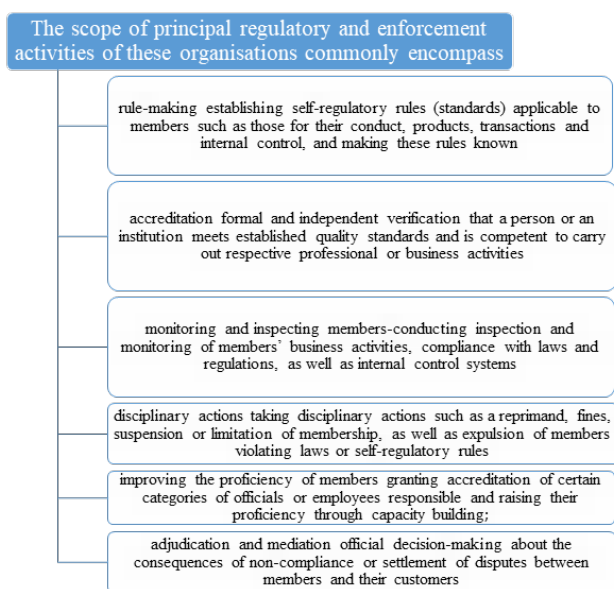 The scope of principal regulatory and enforcement
activities of these organisations commonly encompass
rule-making establishing self-regulatory rules (standards) applicable to
members such as those for their conduct, products, transactions and
internal control, and making these rules known
accreditation formal and independent verification that a person or an
institution meets established quality standards and is competent to carry
out respective professional or business activities
monitoring and inspecting members-conducting inspection and
monitoring of members’ business activities, compliance with laws and
regulations, as well as internal control systems
disciplinary actions taking disciplinary actions such as a reprimand, fines,
suspension or limitation of membership, as well as expulsion of members
violating laws or self-regulatory rules
improving the proficiency of members granting accreditation of certain
categories of officials or employees responsible and raising their
proficiency through capacity building;
adjudication and mediation official decision-making about the
consequences of non-compliance or settlement of disputes between
members and their customers